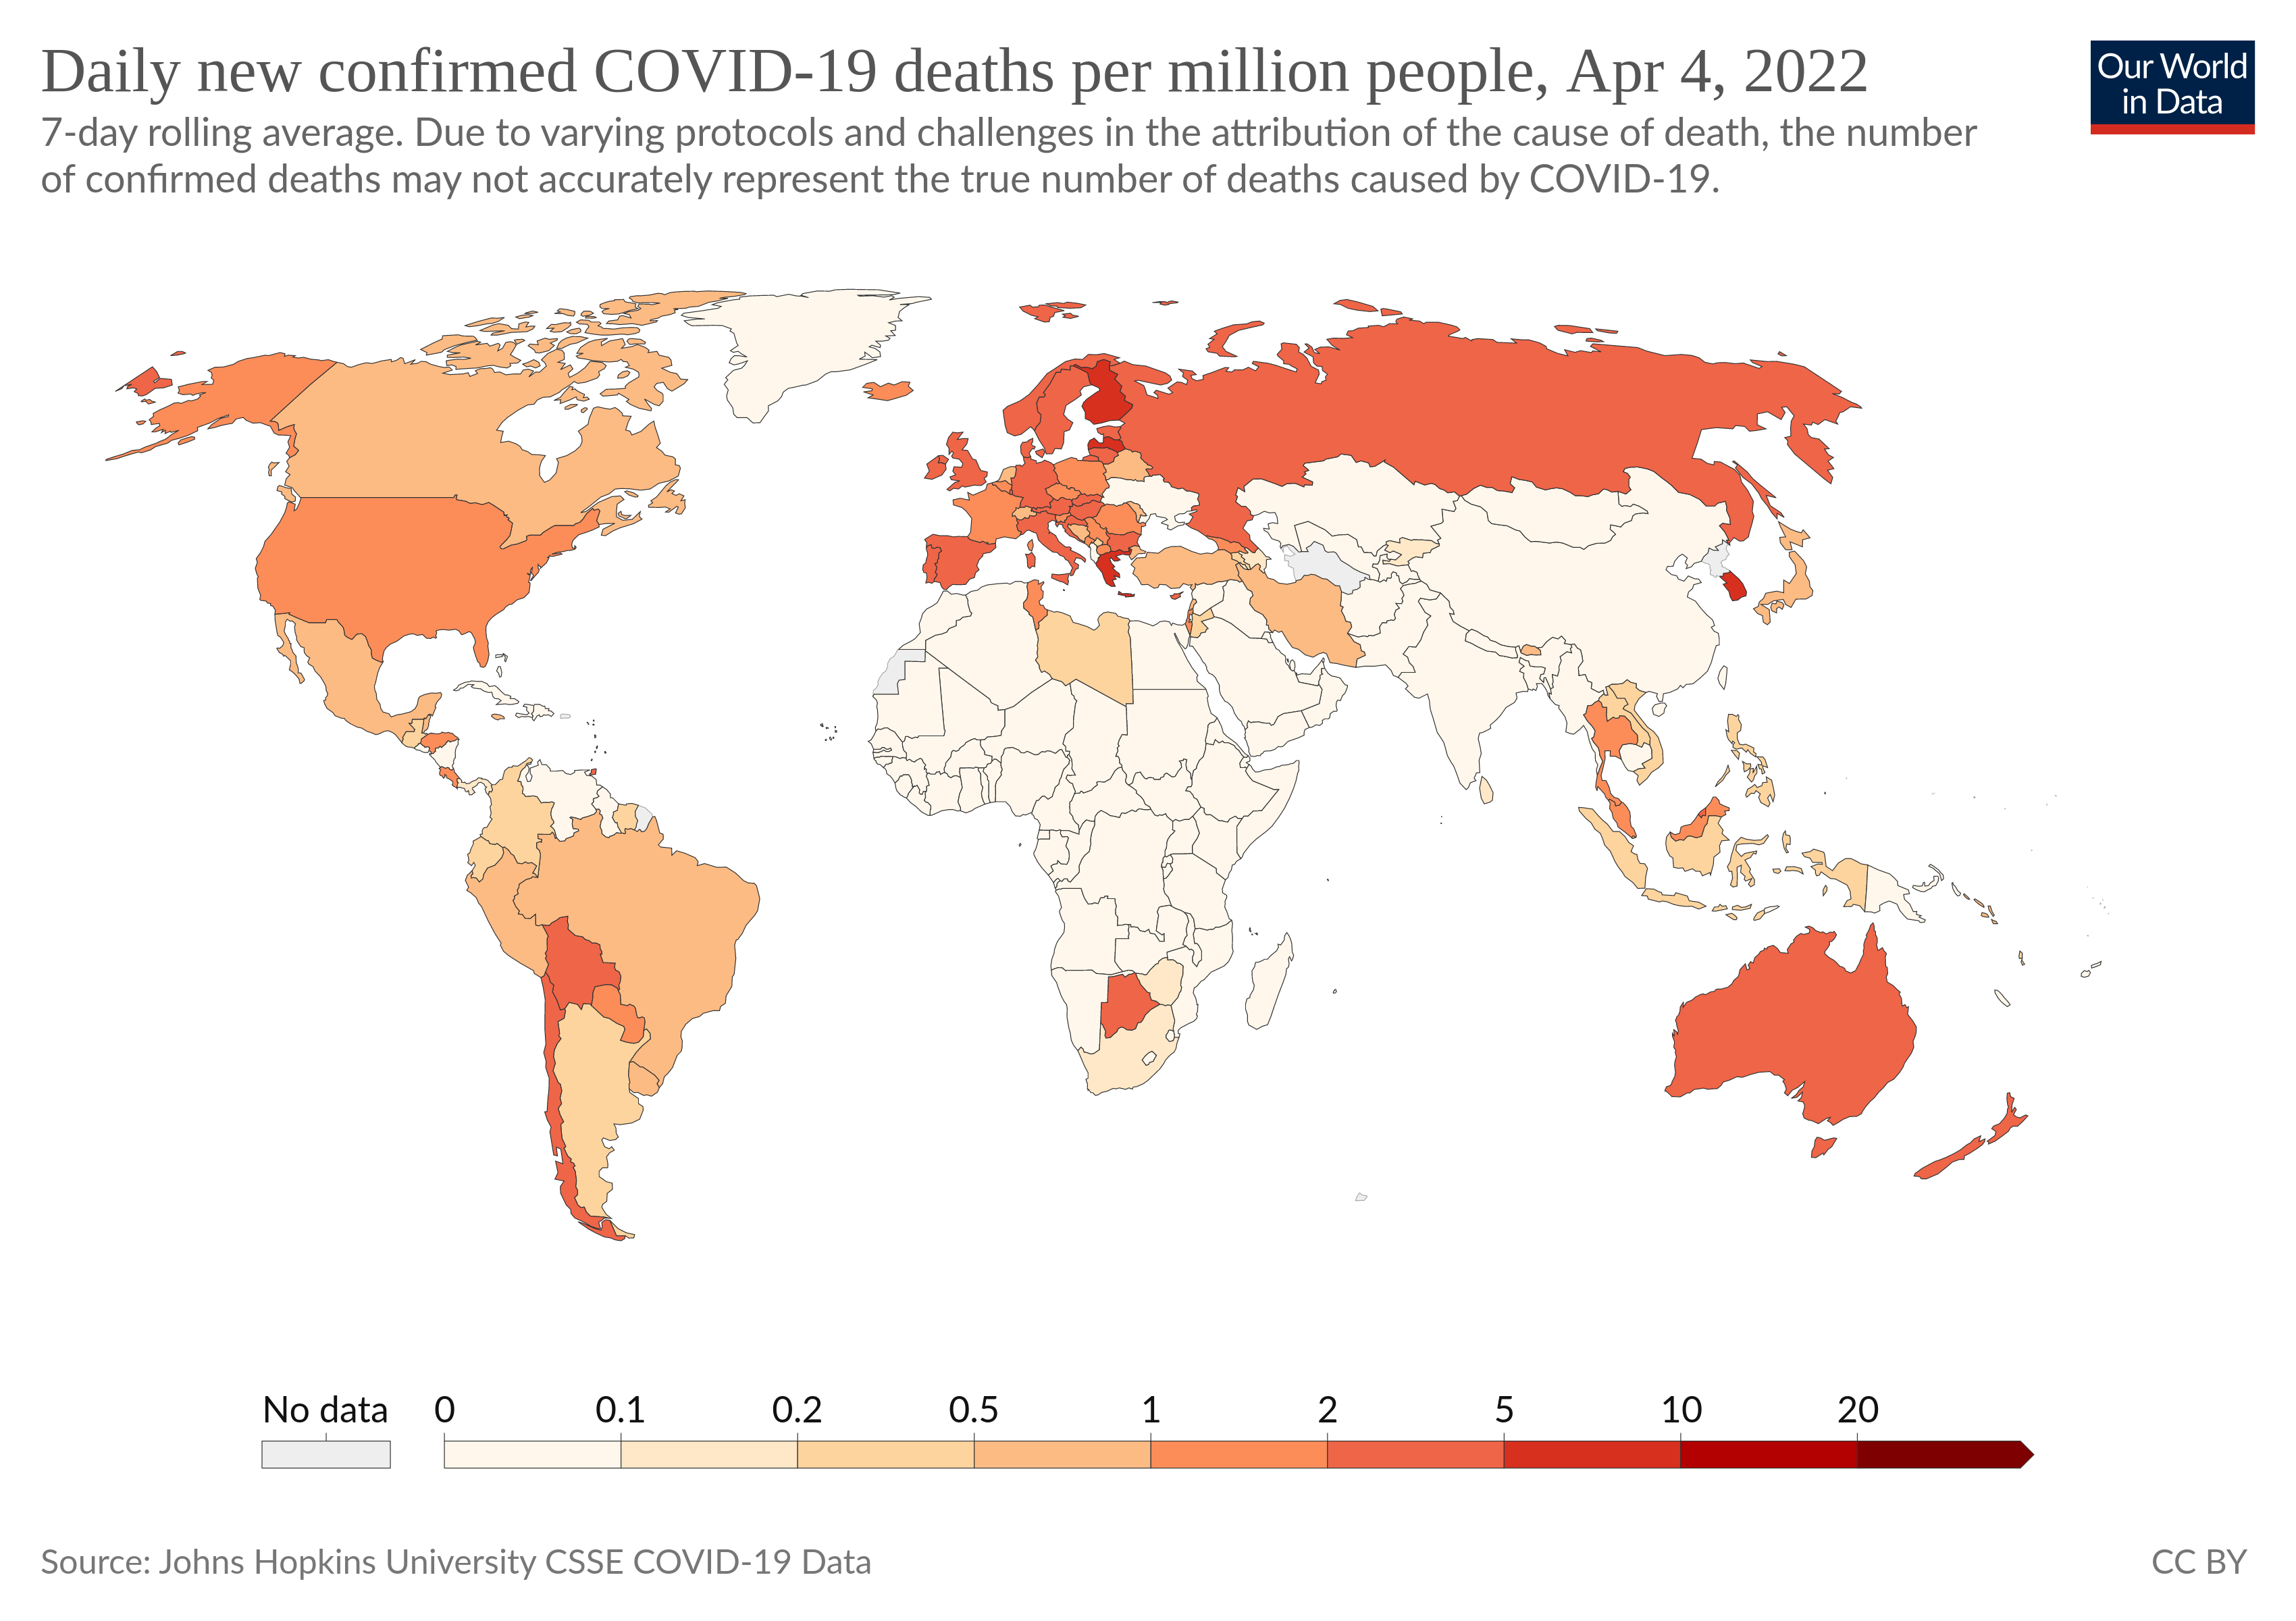 Daily new confirmed COVID-19 deaths per million people, Apr 4, 2022
Our World
in Data
7-day rolling average. Due to varying protocols and challenges in the attribution of the cause of death, the number
of confirmed deaths may not accurately represent the true number of deaths caused by COVID-19.
No data 0 0.1 0.2 0.5 1 2 5 10 20
Source: Johns Hopkins University CSSE COVID-19 Data CC BY